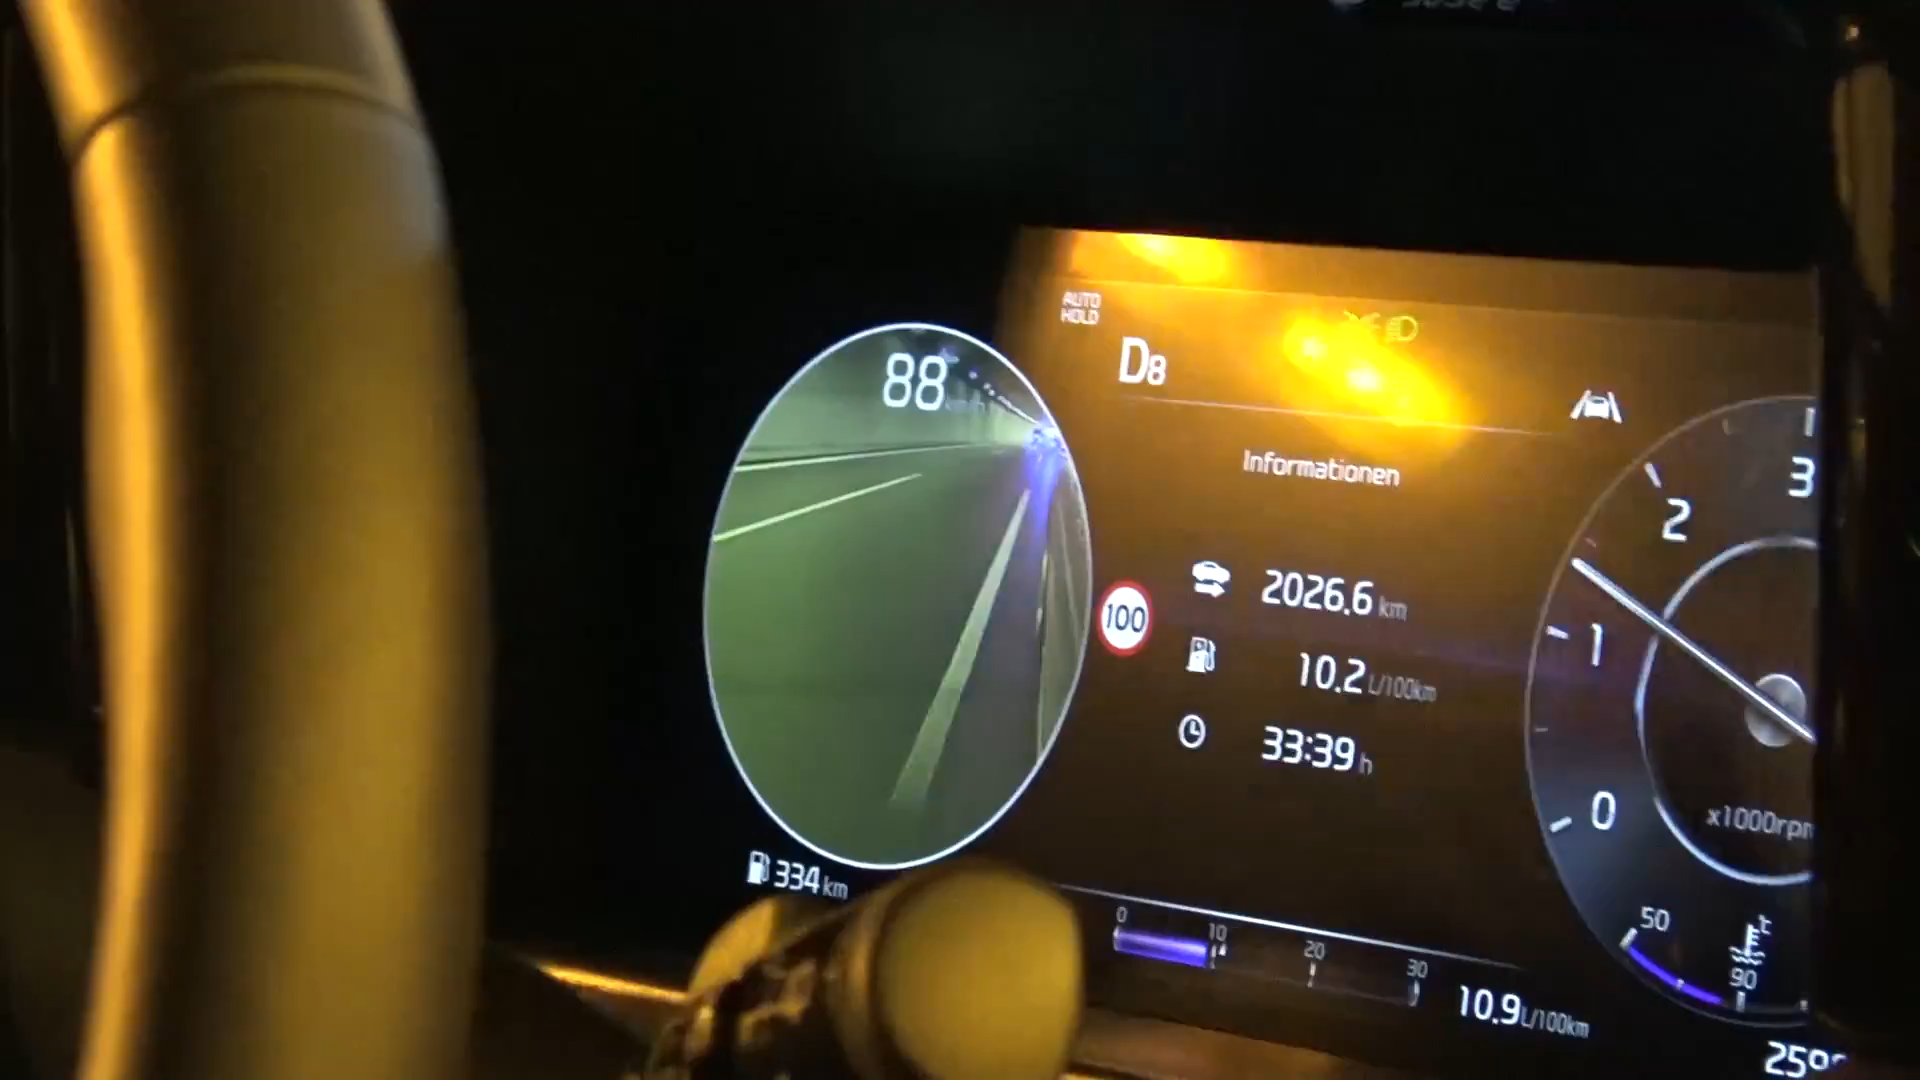 AUTO
HOLD
D8
88 km/h
Informationen
100
2026.6 km
10.2 L/100km
33:39 h
3
2
1
0
x1000rpm
334 km
0 10 20 30
10.9 L/100km
50
90